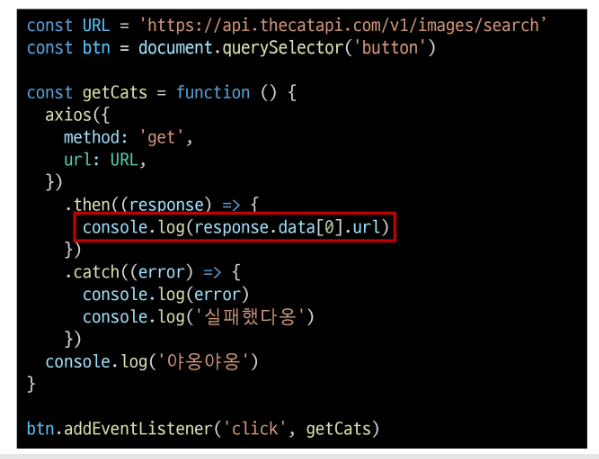 const URL = 'https://api.thecatapi.com/v1/images/search’
const btn = document.querySelector('button')
const getCats = function () {
axios({
method: 'get',
url: URL,
})
.then((response) => {
console.log(response.data[0].url)
})
.catch((error) => {
console.log(error)
console.log('실패했다옹')
})
console.log('야옹야옹')
}
btn.addEventListener('click', getCats)